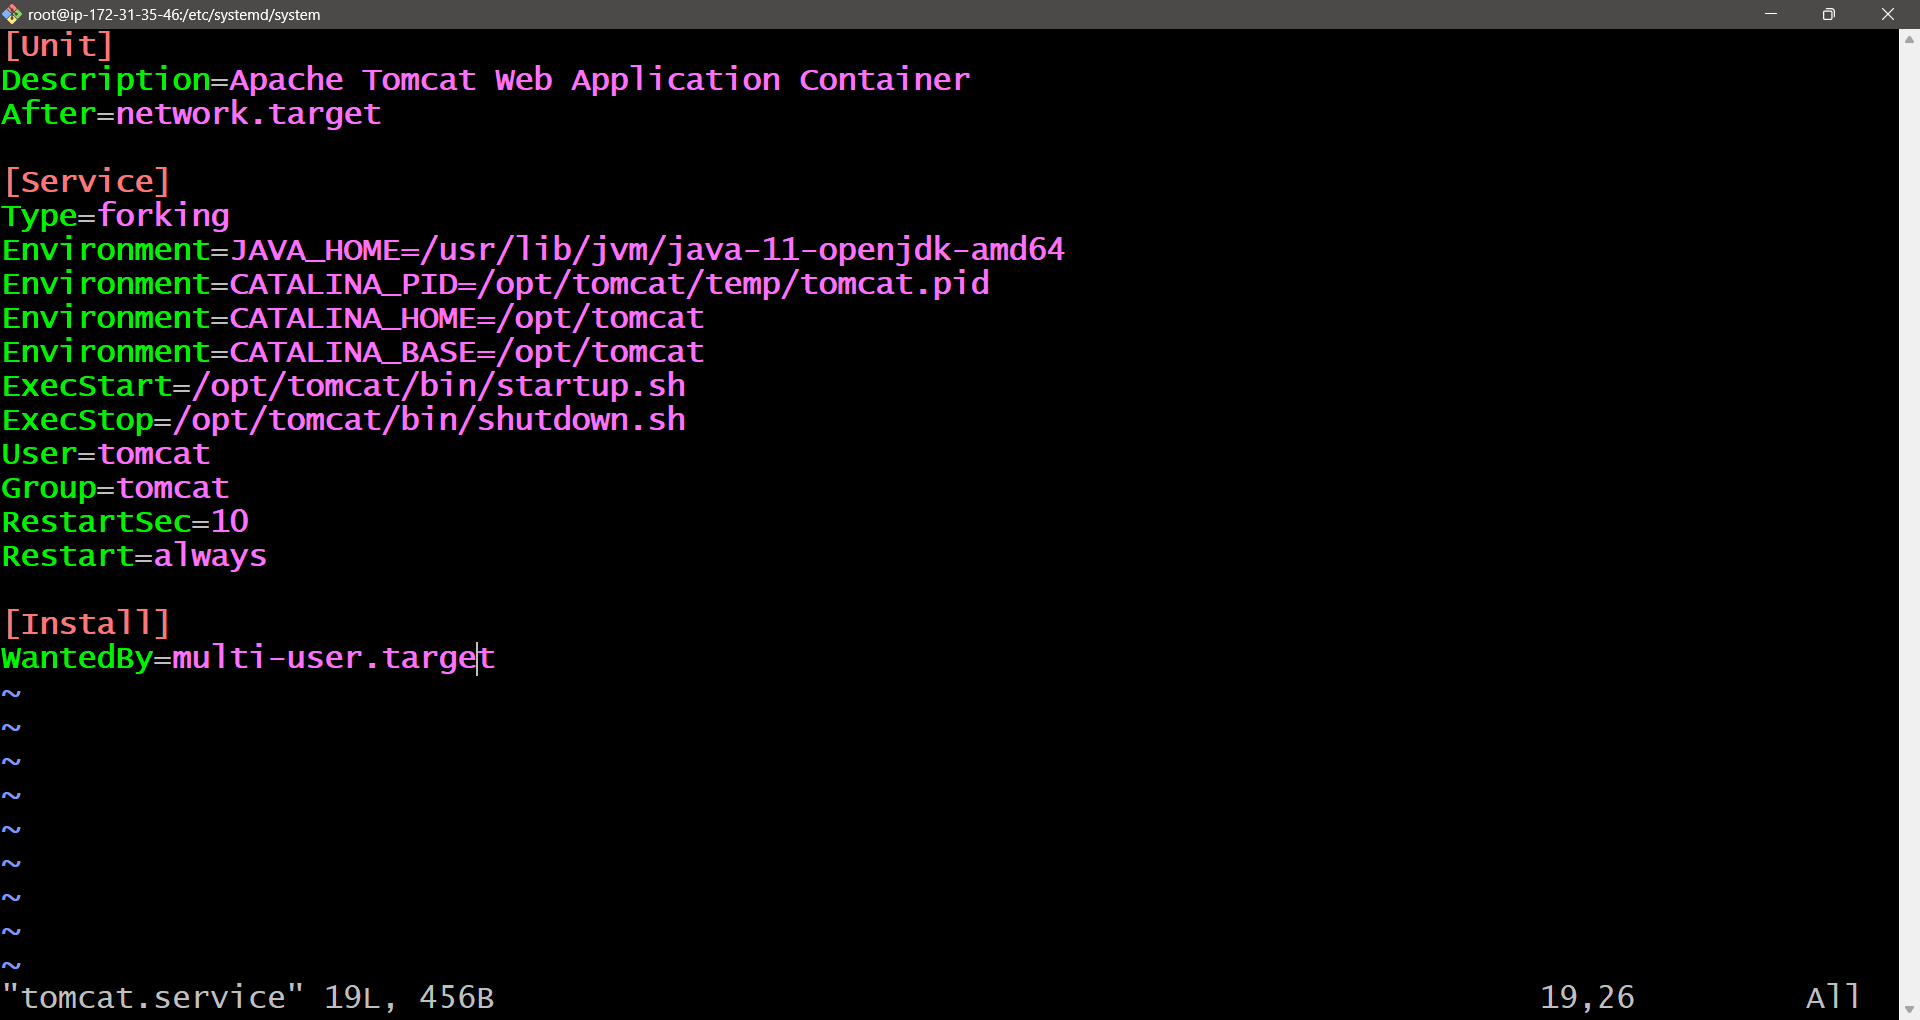 root@ip-172-31-35-46:/etc/systemd/system
[Unit]
Description=Apache Tomcat Web Application Container
After=network.target
[Service]
Type=forking
Environment=JAVA_HOME=/usr/lib/jvm/java-11-openjdk-amd64
Environment=CATALINA_PID=/opt/tomcat/temp/tomcat.pid
Environment=CATALINA_HOME=/opt/tomcat
Environment=CATALINA_BASE=/opt/tomcat
ExecStart=/opt/tomcat/bin/startup.sh
ExecStop=/opt/tomcat/bin/shutdown.sh
User=tomcat
Group=tomcat
RestartSec=10
Restart=always
[Install]
WantedBy=multi-user.target
~
~
~
~
~
~
~
~
~
"tomcat.service" 19L, 456B 19,26 All